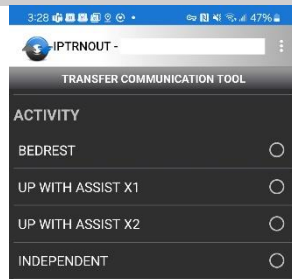 3:28
47%
IPTRNOUT -
TRANSFER COMMUNICATION TOOL
ACTIVITY
BEDREST
UP WITH ASSIST X1
UP WITH ASSIST X2
INDEPENDENT